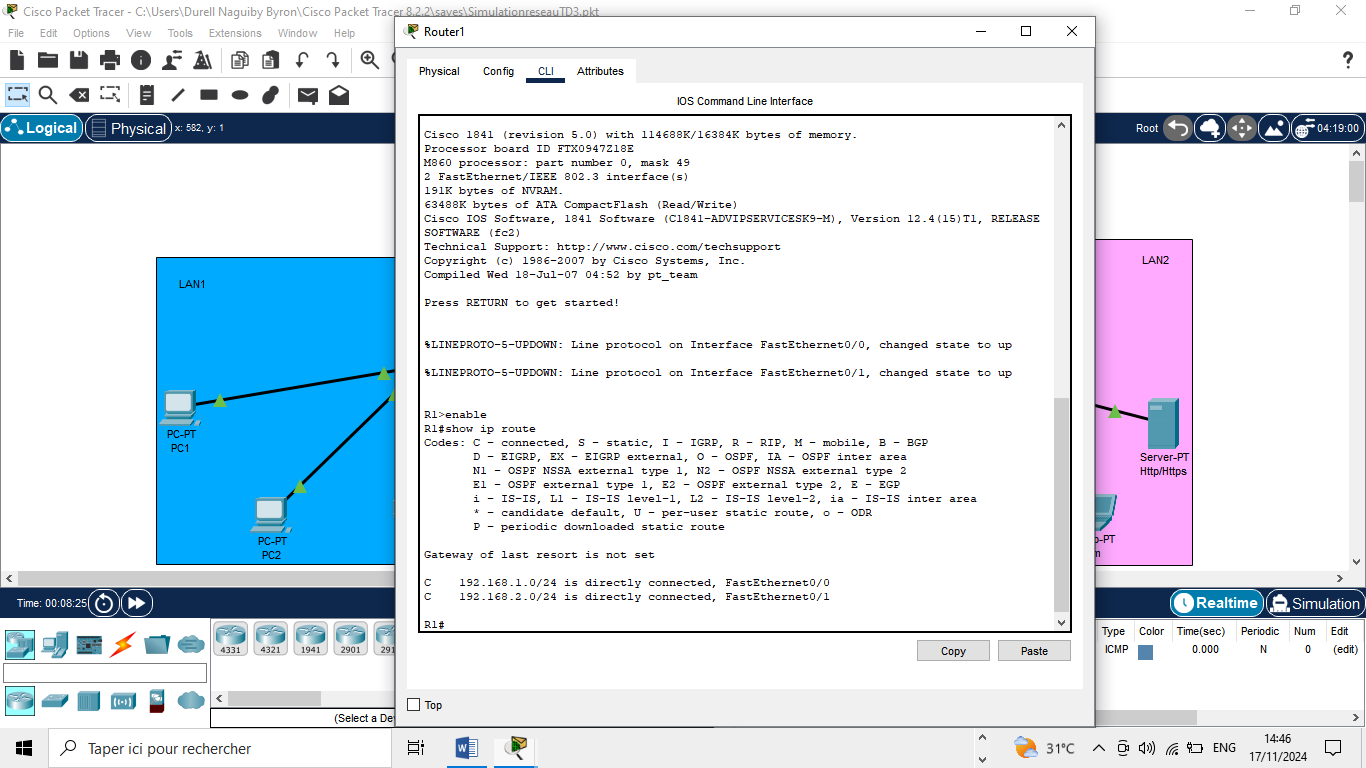 Cisco Packet Tracer - C:\Users\Durell Naguiby Byron\Cisco Packet Tracer 8.2.2\saves\SimulationreseauTD3.pkt
File Edit Options View Tools Extensions Window Help
Router1
Physical Config CLI Attributes
IOS Command Line Interface
Logical Physical x: 582, y: 1
Root 04:19:00
Cisco 1841 (revision 5.0) with 114688K/16384K bytes of memory.
Processor board ID FTX0947Z18E
M860 processor: part number 0, mask 49
2 FastEthernet/IEEE 802.3 interface(s)
191K bytes of NVRAM.
63488K bytes of ATA CompactFlash (Read/Write)
Cisco IOS Software, 1841 Software (C1841-ADVIPSERVICESK9-M), Version 12.4(15)T1, RELEASE
SOFTWARE (fc2)
Technical Support: http://www.cisco.com/techsupport
Copyright (c) 1986-2007 by Cisco Systems, Inc.
Compiled Wed 18-Jul-07 04:52 by pt_team
Press RETURN to get started!
%LINEPROTO-5-UPDOWN: Line protocol on Interface FastEthernet0/0, changed state to up
%LINEPROTO-5-UPDOWN: Line protocol on Interface FastEthernet0/1, changed state to up
R1>enable
R1#show ip route
Codes: C - connected, S - static, I - IGRP, R - RIP, M - mobile, B - BGP
D - EIGRP, EX - EIGRP external, O - OSPF, IA - OSPF inter area
N1 - OSPF NSSA external type 1, N2 - OSPF NSSA external type 2
E1 - OSPF external type 1, E2 - OSPF external type 2, E - EGP
i - IS-IS, L1 - IS-IS level-1, L2 - IS-IS level-2, ia - IS-IS inter area
* - candidate default, U - per-user static route, o - ODR
P - periodic downloaded static route
Gateway of last resort is not set
C 192.168.1.0/24 is directly connected, FastEthernet0/0
C 192.168.2.0/24 is directly connected, FastEthernet0/1
R1#
Copy Paste
Top
LAN1
PC-PT
PC1
PC-PT
PC2
LAN2
Server-PT
Http/Https
Time: 00:08:25
Realtime Simulation
4331 4321 1941 2901 291
(Select a De
Type Color Time(sec) Periodic Num Edit
ICMP 0.000 N 0 (edit)
Taper ici pour rechercher
31°C ENG
14:46
17/11/2024